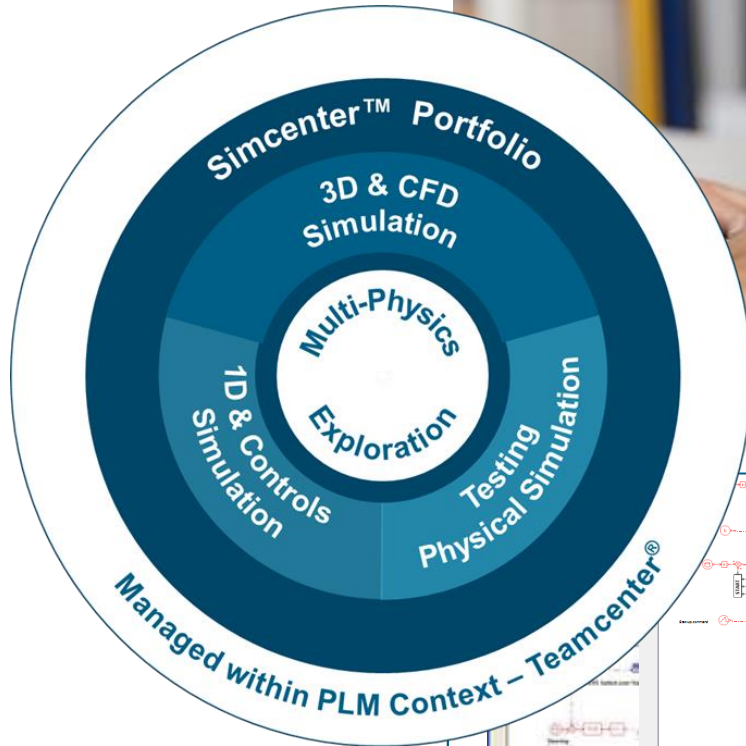 Simcenter™ Portfolio
3D & CFD
Simulation
Multi-Physics
Exploration
1D & Controls
Simulation
Testing
Physical Simulation
Managed within PLM Context – Teamcenter®
START